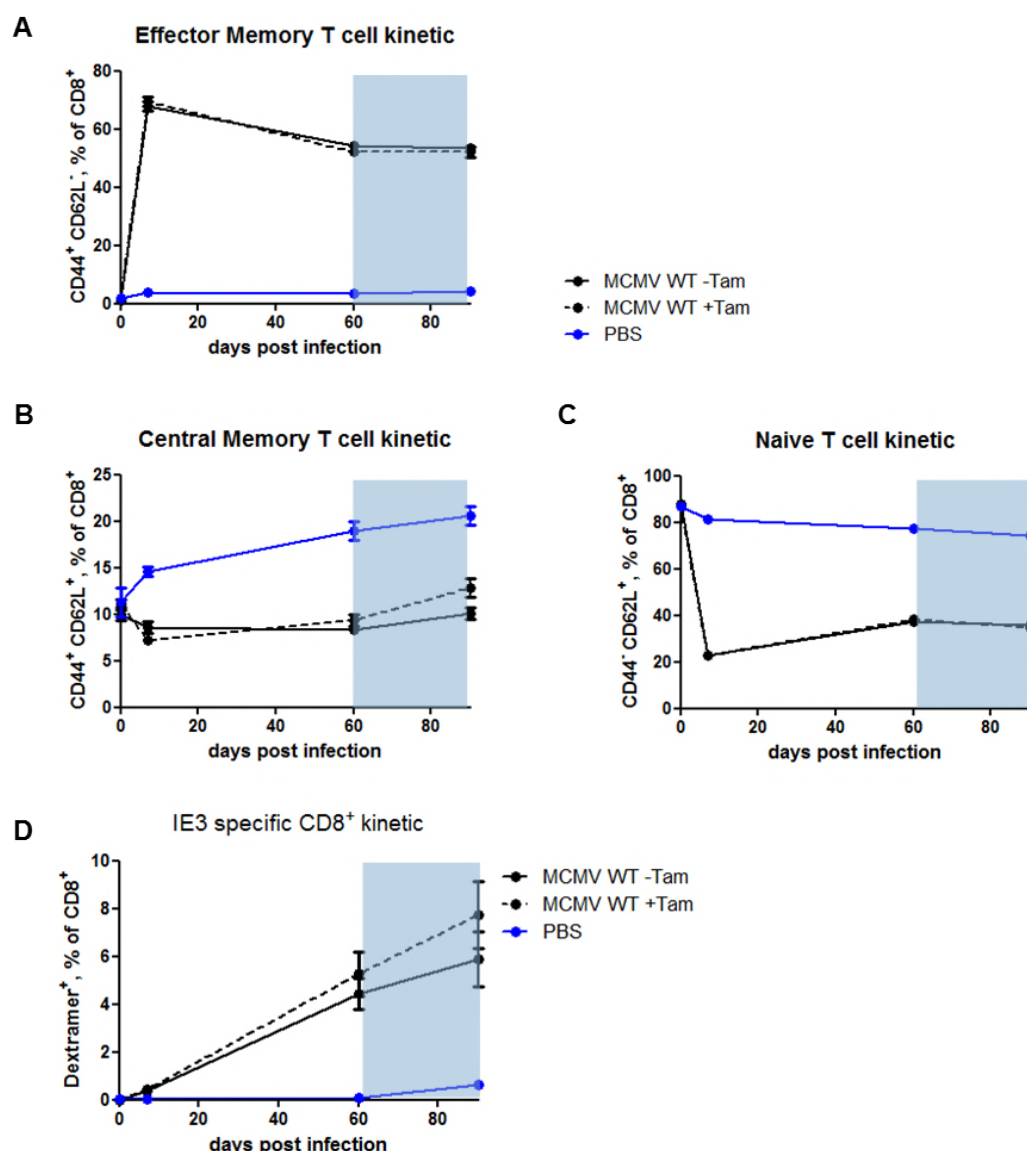 A
Effector Memory T cell kinetic
CD44⁺ CD62L⁻, % of CD8⁺
80
60
40
20
0
0 20 40 60 80
days post infection
MCMV WT -Tam
MCMV WT +Tam
PBS
B
Central Memory T cell kinetic
CD44⁺ CD62L⁺, % of CD8⁺
25
20
15
10
5
0
0 20 40 60 80
days post infection
C
Naive T cell kinetic
CD44⁻ CD62L⁺, % of CD8⁺
100
80
60
40
20
0
0 20 40 60 80
days post infection
D
IE3 specific CD8⁺ kinetic
Dextramer⁺, % of CD8⁺
10
8
6
4
2
0
0 20 40 60 80
days post infection
MCMV WT -Tam
MCMV WT +Tam
PBS